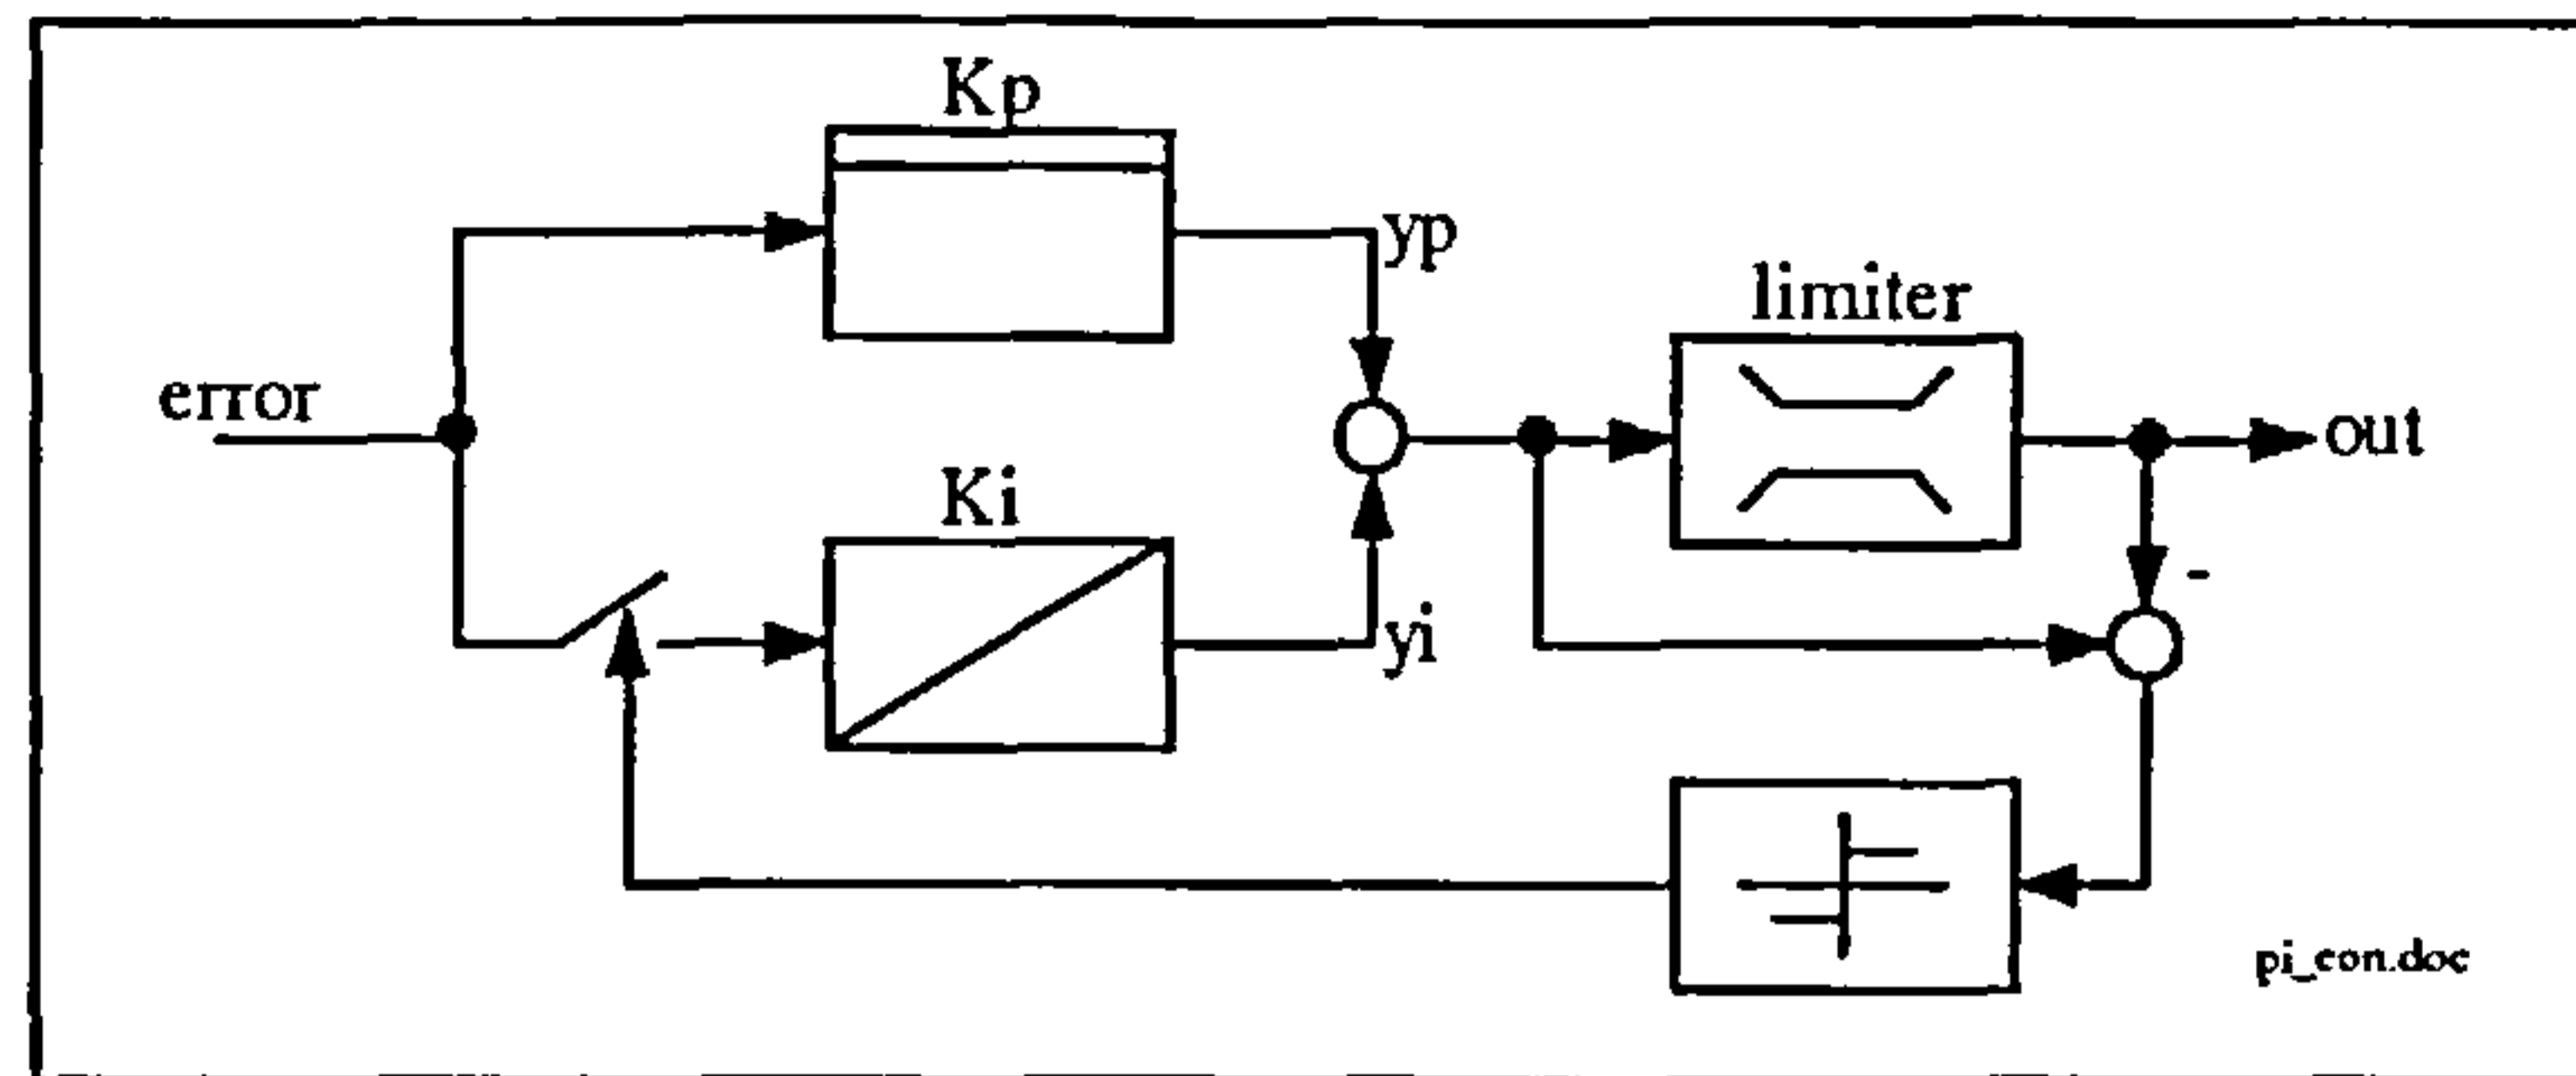 Kp
yp
limiter
error
out
Ki
-
yi
pi_con.doc